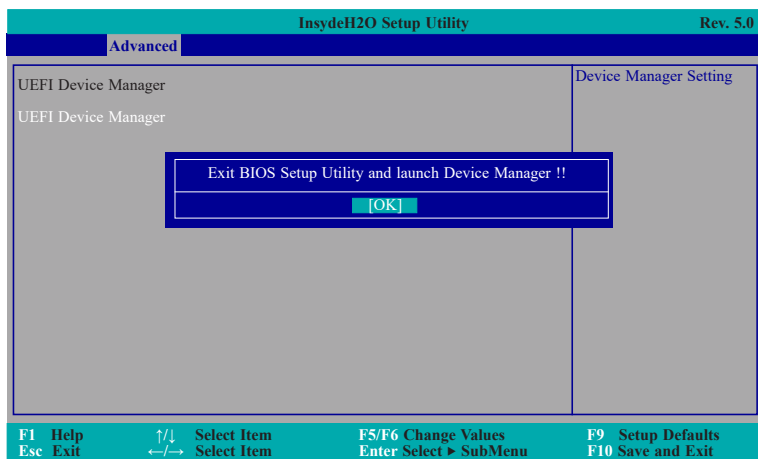 InsydeH2O Setup Utility Rev. 5.0
Advanced
UEFI Device Manager
UEFI Device Manager
Device Manager Setting
Exit BIOS Setup Utility and launch Device Manager !!
[OK]
F1 Help ↑/↓ Select Item F5/F6 Change Values F9 Setup Defaults
Esc Exit ←/→ Select Item Enter Select ▶ SubMenu F10 Save and Exit